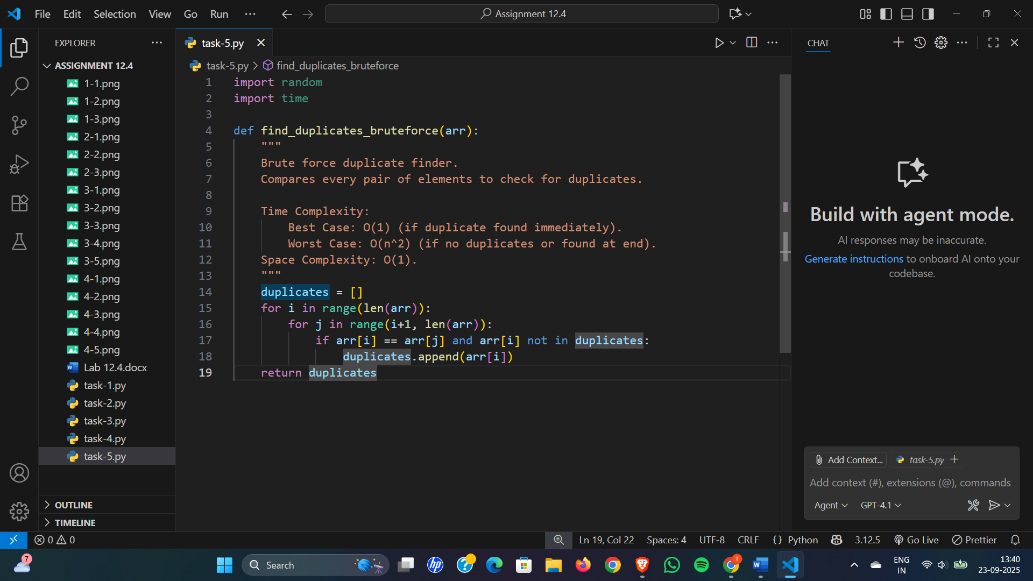 File Edit Selection View Go Run ··· Assignment 12.4
EXPLORER ···
ASSIGNMENT 12.4
1-1.png
1-2.png
1-3.png
2-1.png
2-2.png
2-3.png
3-1.png
3-2.png
3-3.png
3-4.png
3-5.png
4-1.png
4-2.png
4-3.png
4-4.png
4-5.png
Lab 12.4.docx
task-1.py
task-2.py
task-3.py
task-4.py
task-5.py
OUTLINE
TIMELINE
task-5.py
task-5.py > find_duplicates_bruteforce
1 import random
2 import time
3
4 def find_duplicates_bruteforce(arr):
5 """
6 Brute force duplicate finder.
7 Compares every pair of elements to check for duplicates.
8
9 Time Complexity:
10 Best Case: O(1) (if duplicate found immediately).
11 Worst Case: O(n^2) (if no duplicates or found at end).
12 Space Complexity: O(1).
13 """
14 duplicates = []
15 for i in range(len(arr)):
16 for j in range(i+1, len(arr)):
17 if arr[i] == arr[j] and arr[i] not in duplicates:
18 duplicates.append(arr[i])
19 return duplicates
CHAT
Build with agent mode.
AI responses may be inaccurate.
Generate instructions to onboard AI onto your
codebase.
Add Context... task-5.py
Add context (#), extensions (@), commands
Agent GPT 4.1
0 0 Ln 19, Col 22 Spaces: 4 UTF-8 CRLF {} Python 3.12.5 Go Live Prettier
7 Search ENG 13:40
IN 23-09-2025